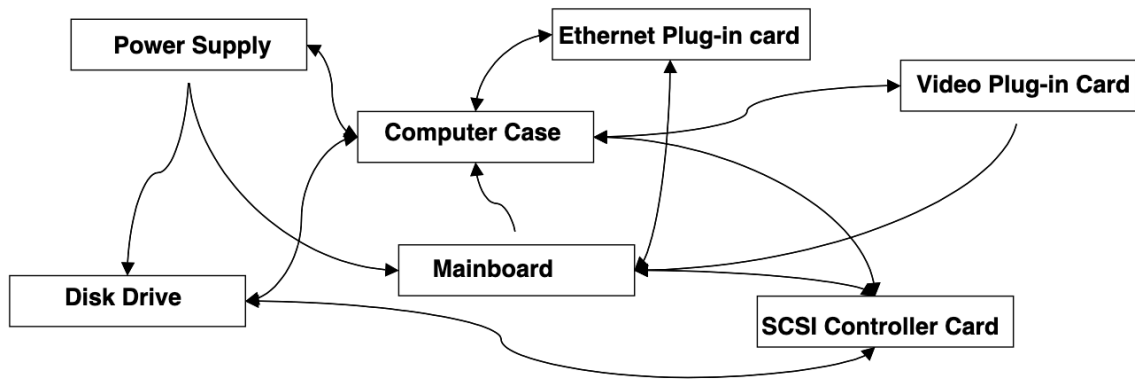 Power Supply
Ethernet Plug-in card
Video Plug-in Card
Computer Case
Mainboard
Disk Drive
SCSI Controller Card